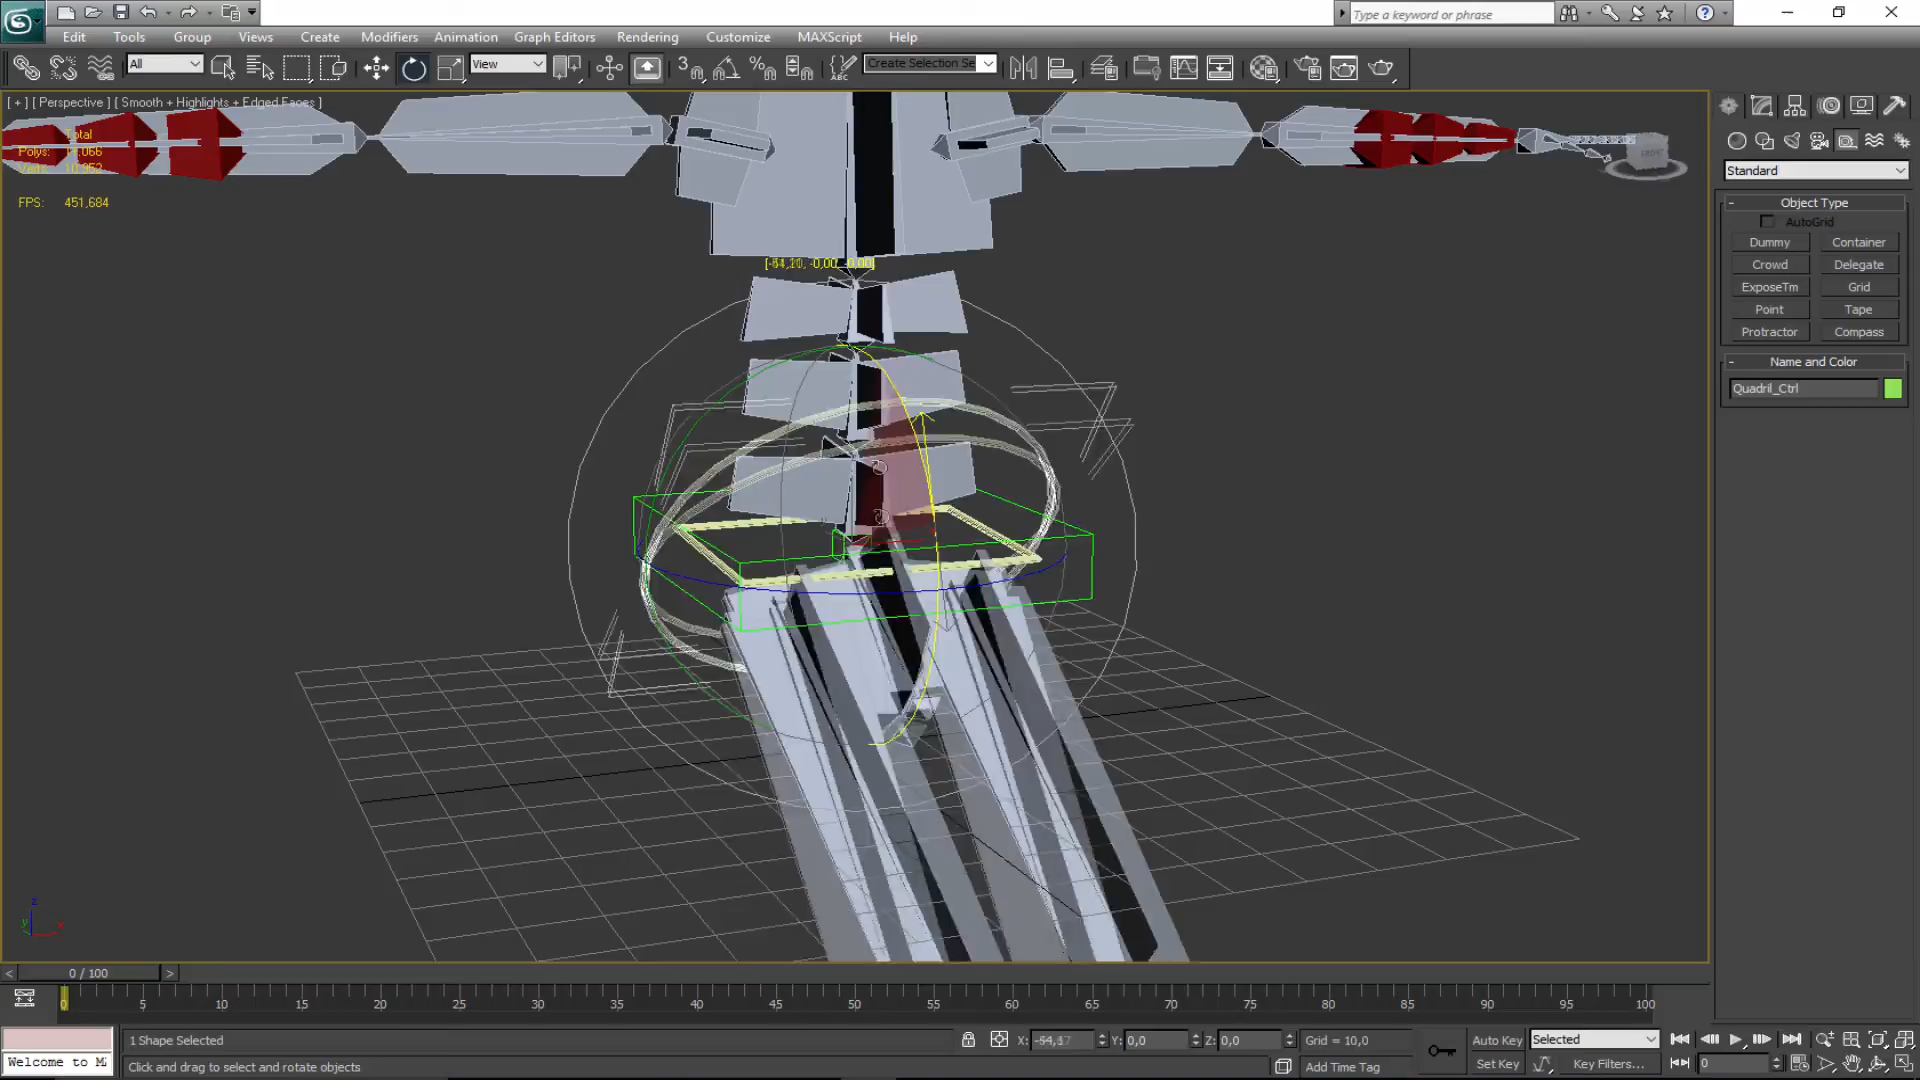 Type a keyword or phrase
Edit Tools Group Views Create Modifiers Animation Graph Editors Rendering Customize MAXScript Help
All View 3 Create Selection Se
[ + ] [ Perspective ] [ Smooth + Highlights + Edged Faces ]
Total
Polys:
Verts:
FPS: 451,684
FRONT
Standard
- Object Type
AutoGrid
Dummy Container
Crowd Delegate
ExposeTm Grid
Point Tape
Protractor Compass
- Name and Color
Quadril_Ctrl
z
y x
< 0 / 100 >
0 5 10 15 20 25 30 35 40 45 50 55 60 65 70 75 80 85 90 95 100
1 Shape Selected X: Y: 0,0 Z: 0,0 Grid = 10,0 Auto Key Selected
Welcome to M Click and drag to select and rotate objects Add Time Tag Set Key Key Filters... 0